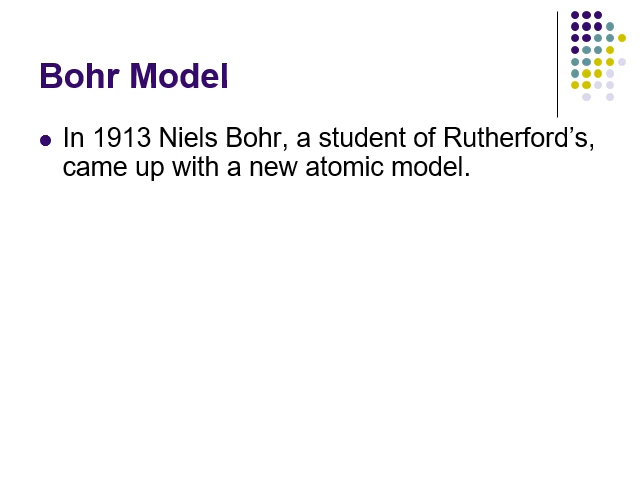 Bohr Model
In 1913 Niels Bohr, a student of Rutherford’s,
came up with a new atomic model.